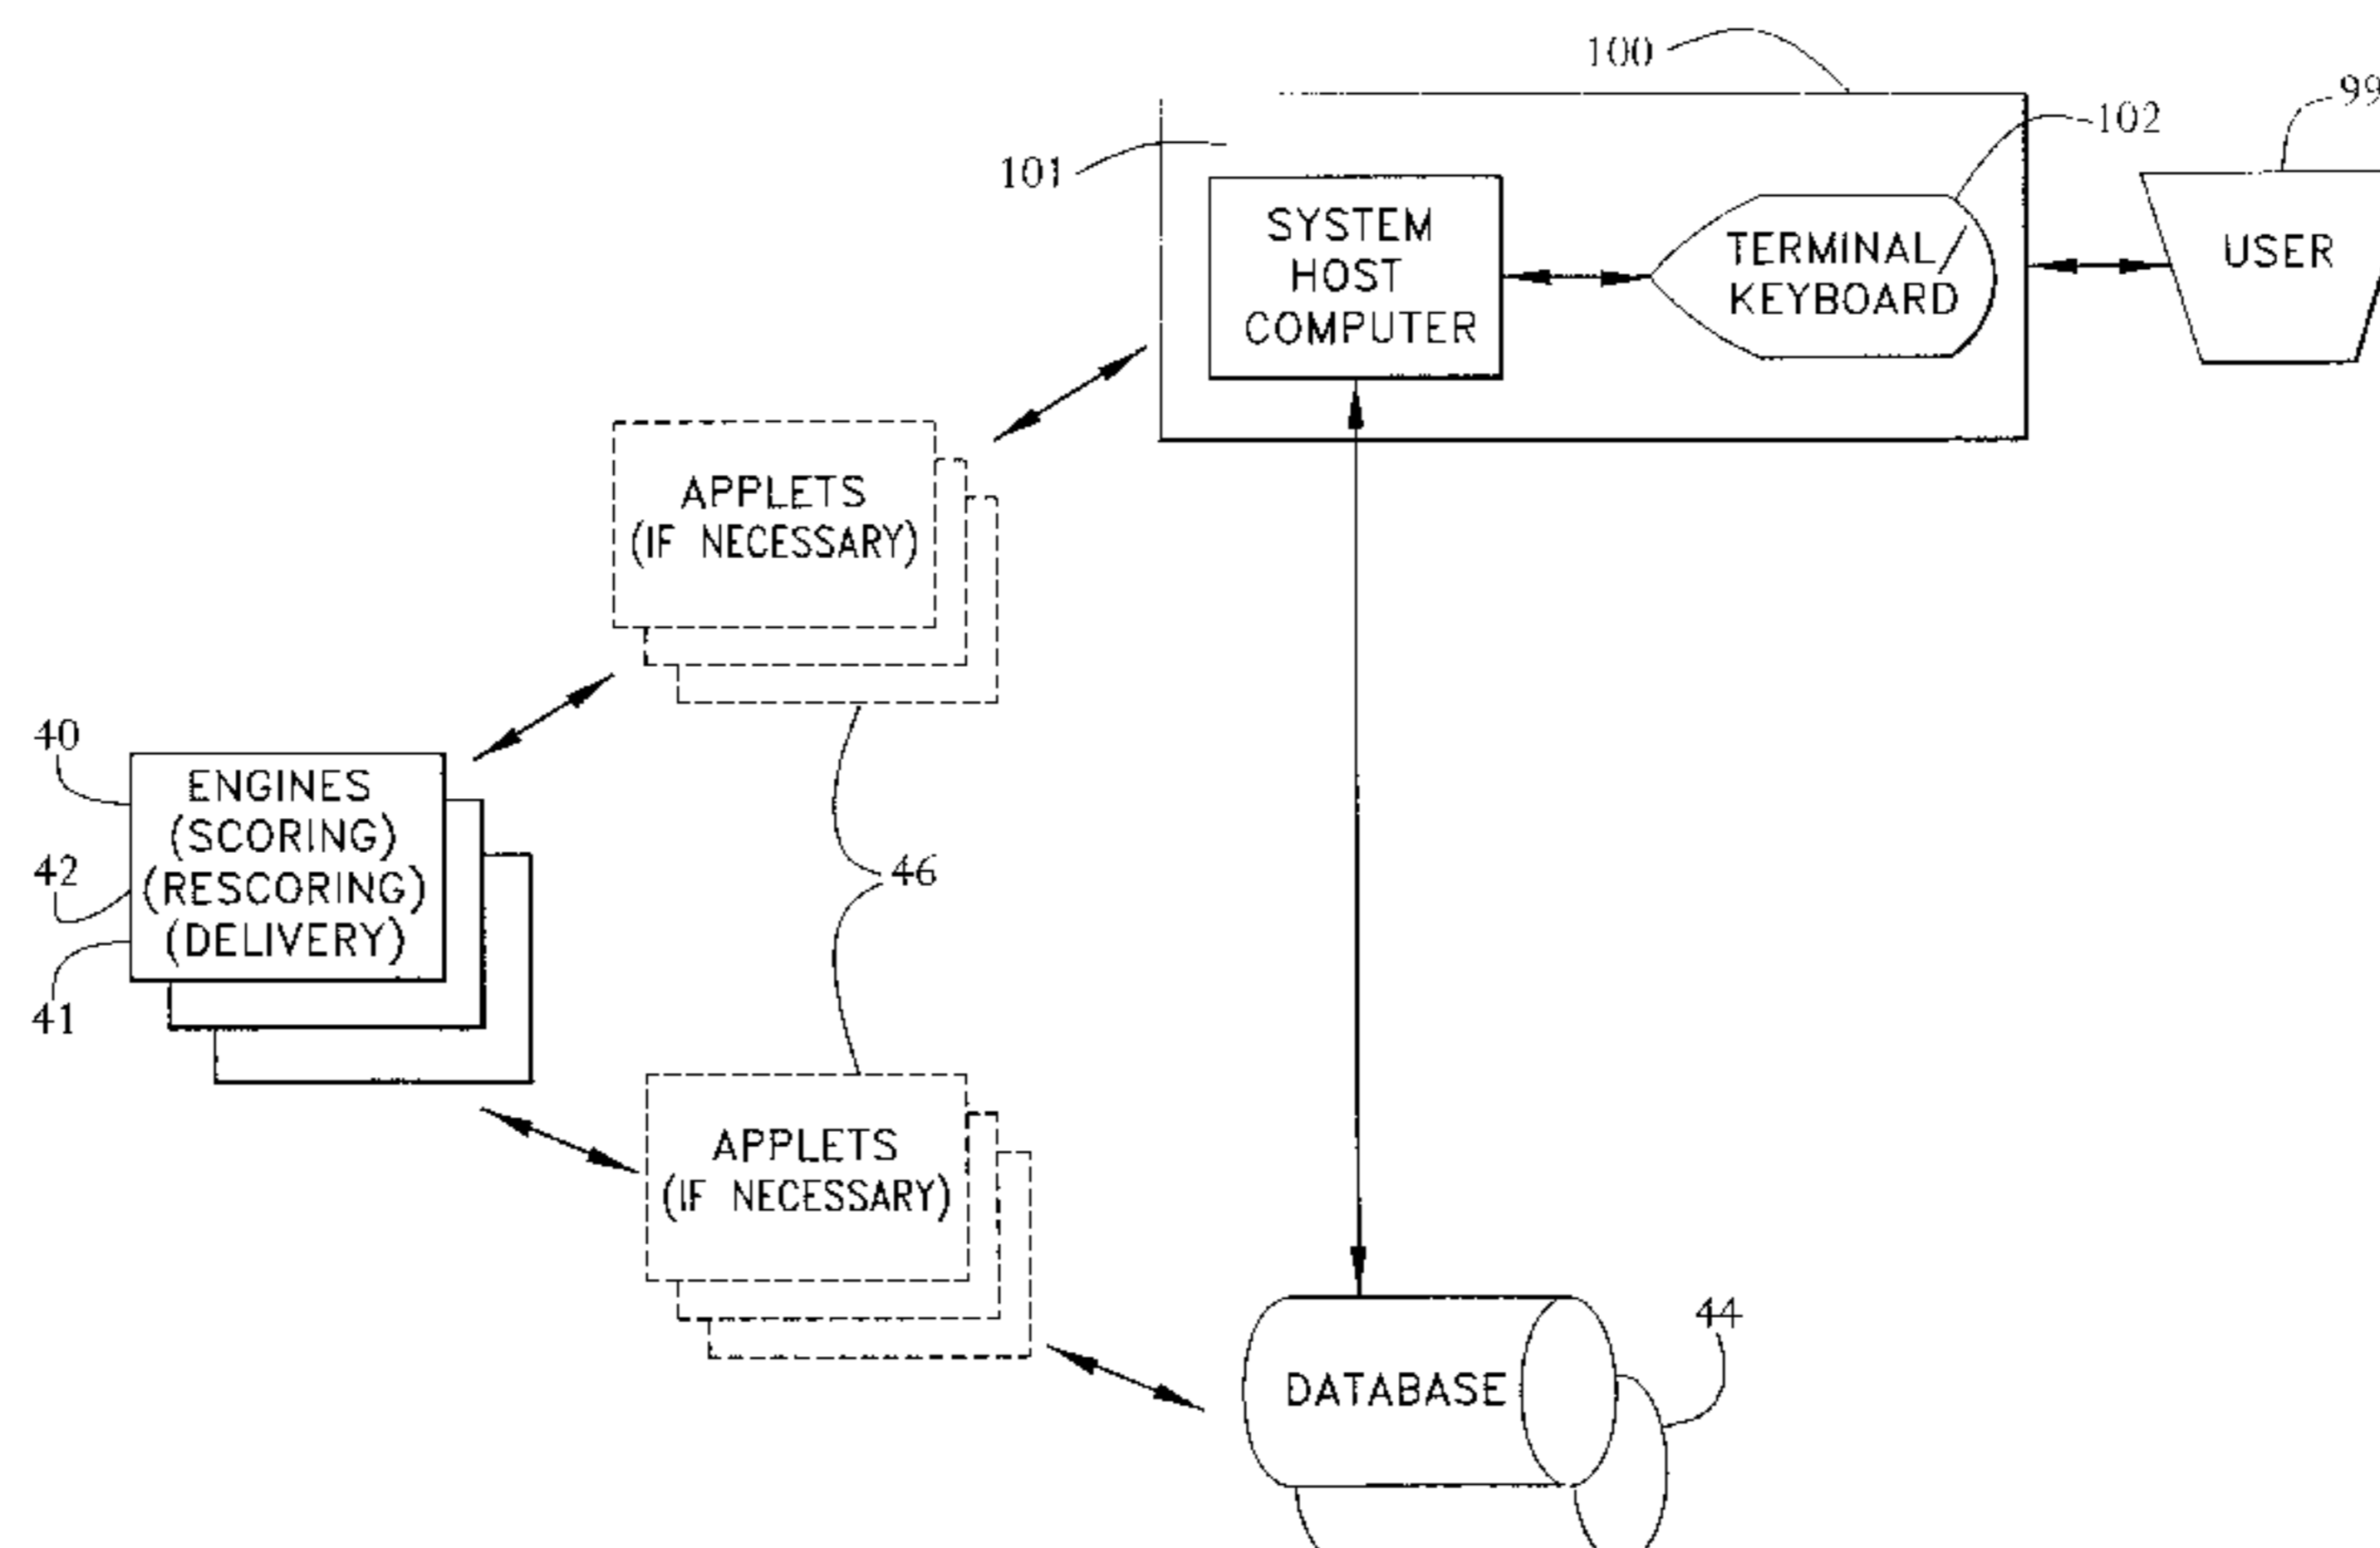 100
99
102
101
SYSTEM
HOST
COMPUTER
TERMINAL
KEYBOARD
USER
APPLETS
(IF NECESSARY)
40
ENGINES
(SCORING)
42
(RESCORING)
(DELIVERY)
41
46
APPLETS
(IF NECESSARY)
44
DATABASE